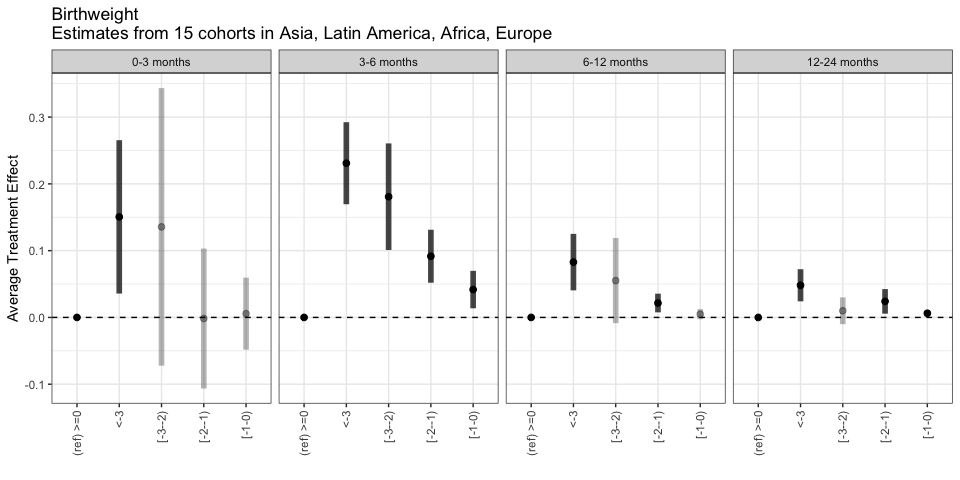 Birthweight
Estimates from 15 cohorts in Asia, Latin America, Africa, Europe
0-3 months
3-6 months
6-12 months
12-24 months
Average Treatment Effect
0.3
0.2
0.1
0.0
-0.1
(ref) >=0
<-3
[-3--2)
[-2--1)
[-1-0)
(ref) >=0
<-3
[-3--2)
[-2--1)
[-1-0)
(ref) >=0
<-3
[-3--2)
[-2--1)
[-1-0)
(ref) >=0
<-3
[-3--2)
[-2--1)
[-1-0)